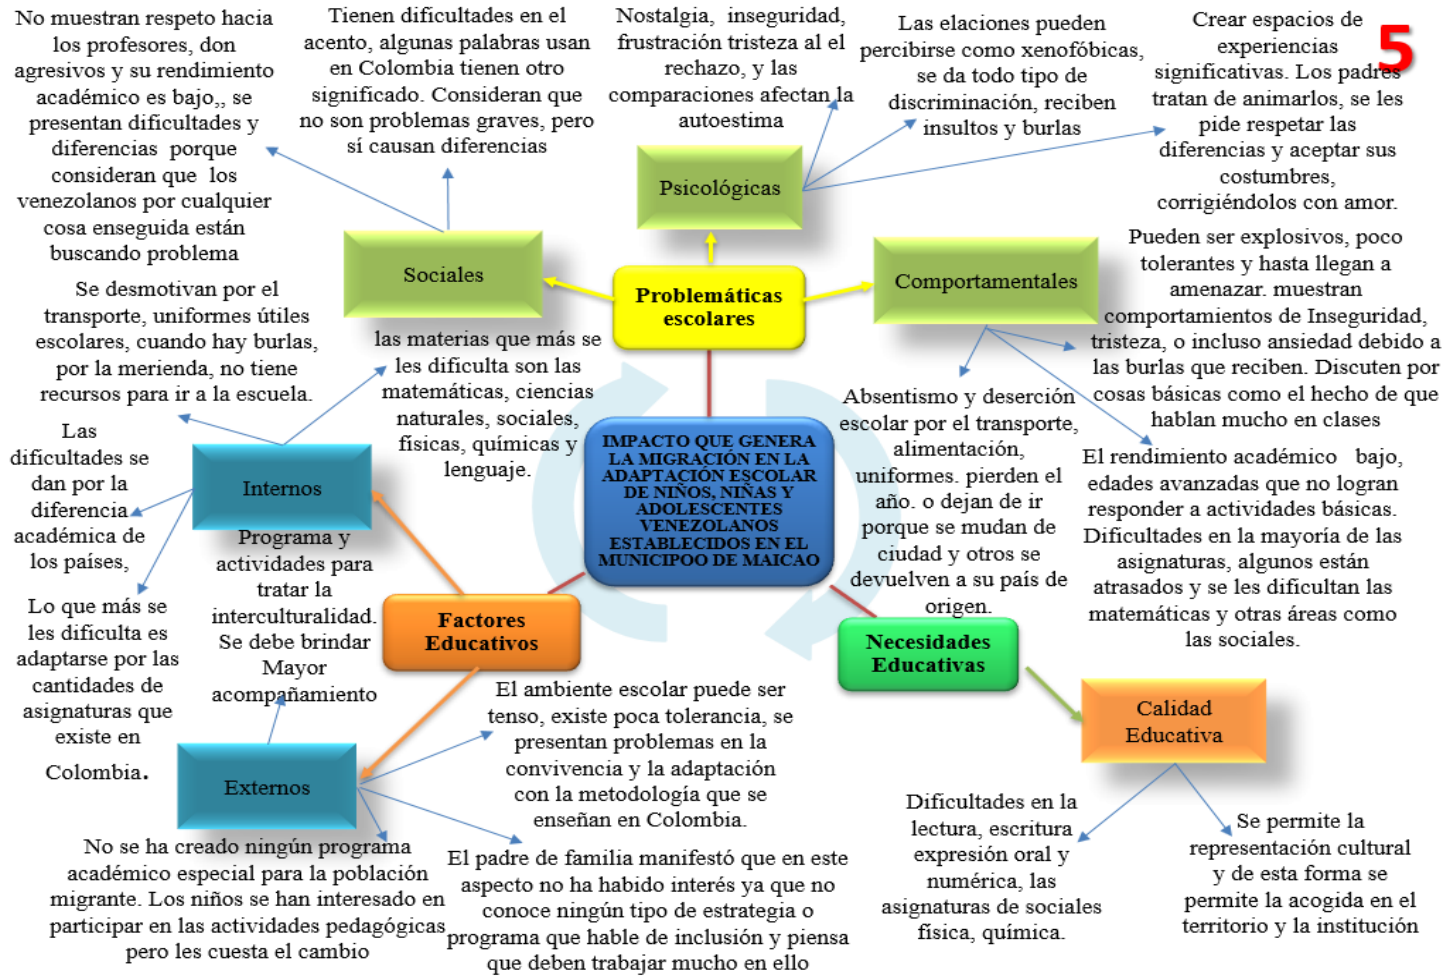 No muestran respeto hacia
los profesores, don
agresivos y su rendimiento
académico es bajo,, se
presentan dificultades y
diferencias porque
consideran que los
venezolanos por cualquier
cosa enseguida están
buscando problema
Tienen dificultades en el
acento, algunas palabras usan
en Colombia tienen otro
significado. Consideran que
no son problemas graves, pero
sí causan diferencias
Nostalgia, inseguridad,
frustración tristeza al el
rechazo, y las
comparaciones afectan la
autoestima
Las elaciones pueden
percibirse como xenofóbicas,
se da todo tipo de
discriminación, reciben
insultos y burlas
Crear espacios de
experiencias
significativas. Los padres
tratan de animarlos, se les
pide respetar las
diferencias y aceptar sus
costumbres,
corrigiéndolos con amor.
5
Psicológicas
Sociales
Problemáticas
escolares
Comportamentales
Pueden ser explosivos, poco
tolerantes y hasta llegan a
amenazar. muestran
comportamientos de Inseguridad,
tristeza, o incluso ansiedad debido a
las burlas que reciben. Discuten por
cosas básicas como el hecho de que
hablan mucho en clases
Se desmotivan por el
transporte, uniformes útiles
escolares, cuando hay burlas,
por la merienda, no tiene
recursos para ir a la escuela.
las materias que más se
les dificulta son las
matemáticas, ciencias
naturales, sociales,
físicas, químicas y
lenguaje.
Absentismo y deserción
escolar por el transporte,
alimentación,
uniformes. pierden el
año. o dejan de ir
porque se mudan de
ciudad y otros se
devuelven a su país de
origen.
El rendimiento académico bajo,
edades avanzadas que no logran
responder a actividades básicas.
Dificultades en la mayoría de las
asignaturas, algunos están
atrasados y se les dificultan las
matemáticas y otras áreas como
las sociales.
IMPACTO QUE GENERA
LA MIGRACIÓN EN LA
ADAPTACIÓN ESCOLAR
DE NIÑOS, NIÑAS Y
ADOLESCENTES
VENEZOLANOS
ESTABLECIDOS EN EL
MUNICIPOO DE MAICAO
Las
dificultades se
dan por la
diferencia
académica de
los países,
Internos
Lo que más se
les dificulta es
adaptarse por las
cantidades de
asignaturas que
existe en
Colombia.
Programa y
actividades para
tratar la
interculturalidad.
Se debe brindar
Mayor
acompañamiento
Factores
Educativos
Necesidades
Educativas
Calidad
Educativa
Externos
El ambiente escolar puede ser
tenso, existe poca tolerancia, se
presentan problemas en la
convivencia y la adaptación
con la metodología que se
enseñan en Colombia.
No se ha creado ningún programa
académico especial para la población
migrante. Los niños se han interesado en
participar en las actividades pedagógicas
pero les cuesta el cambio
El padre de familia manifestó que en este
aspecto no ha habido interés ya que no
conoce ningún tipo de estrategia o
programa que hable de inclusión y piensa
que deben trabajar mucho en ello
Dificultades en la
lectura, escritura
expresión oral y
numérica, las
asignaturas de sociales
física, química.
Se permite la
representación cultural
y de esta forma se
permite la acogida en el
territorio y la institución